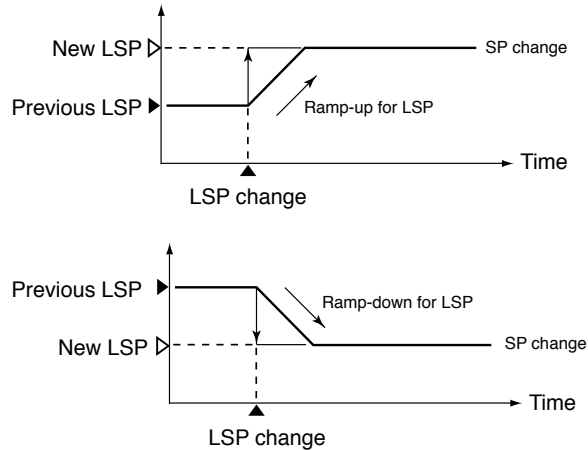 New LSP
SP change
Previous LSP
Ramp-up for LSP
Time
LSP change
Previous LSP
Ramp-down for LSP
New LSP
SP change
Time
LSP change